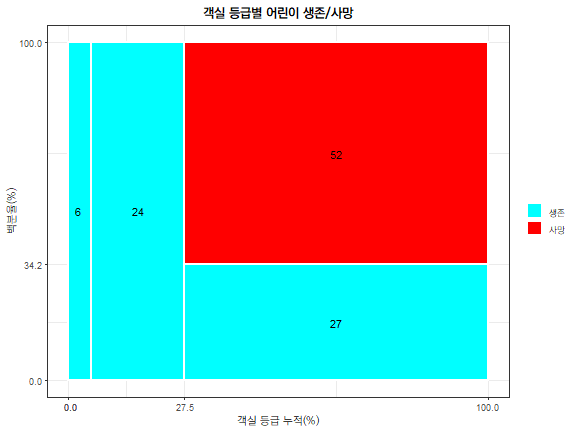 객실 등급별 어린이 생존/사망
백분율(%)
100.0
34.2
0.0
6
24
52
27
0.0
27.5
100.0
객실 등급 누적(%)
생존
사망